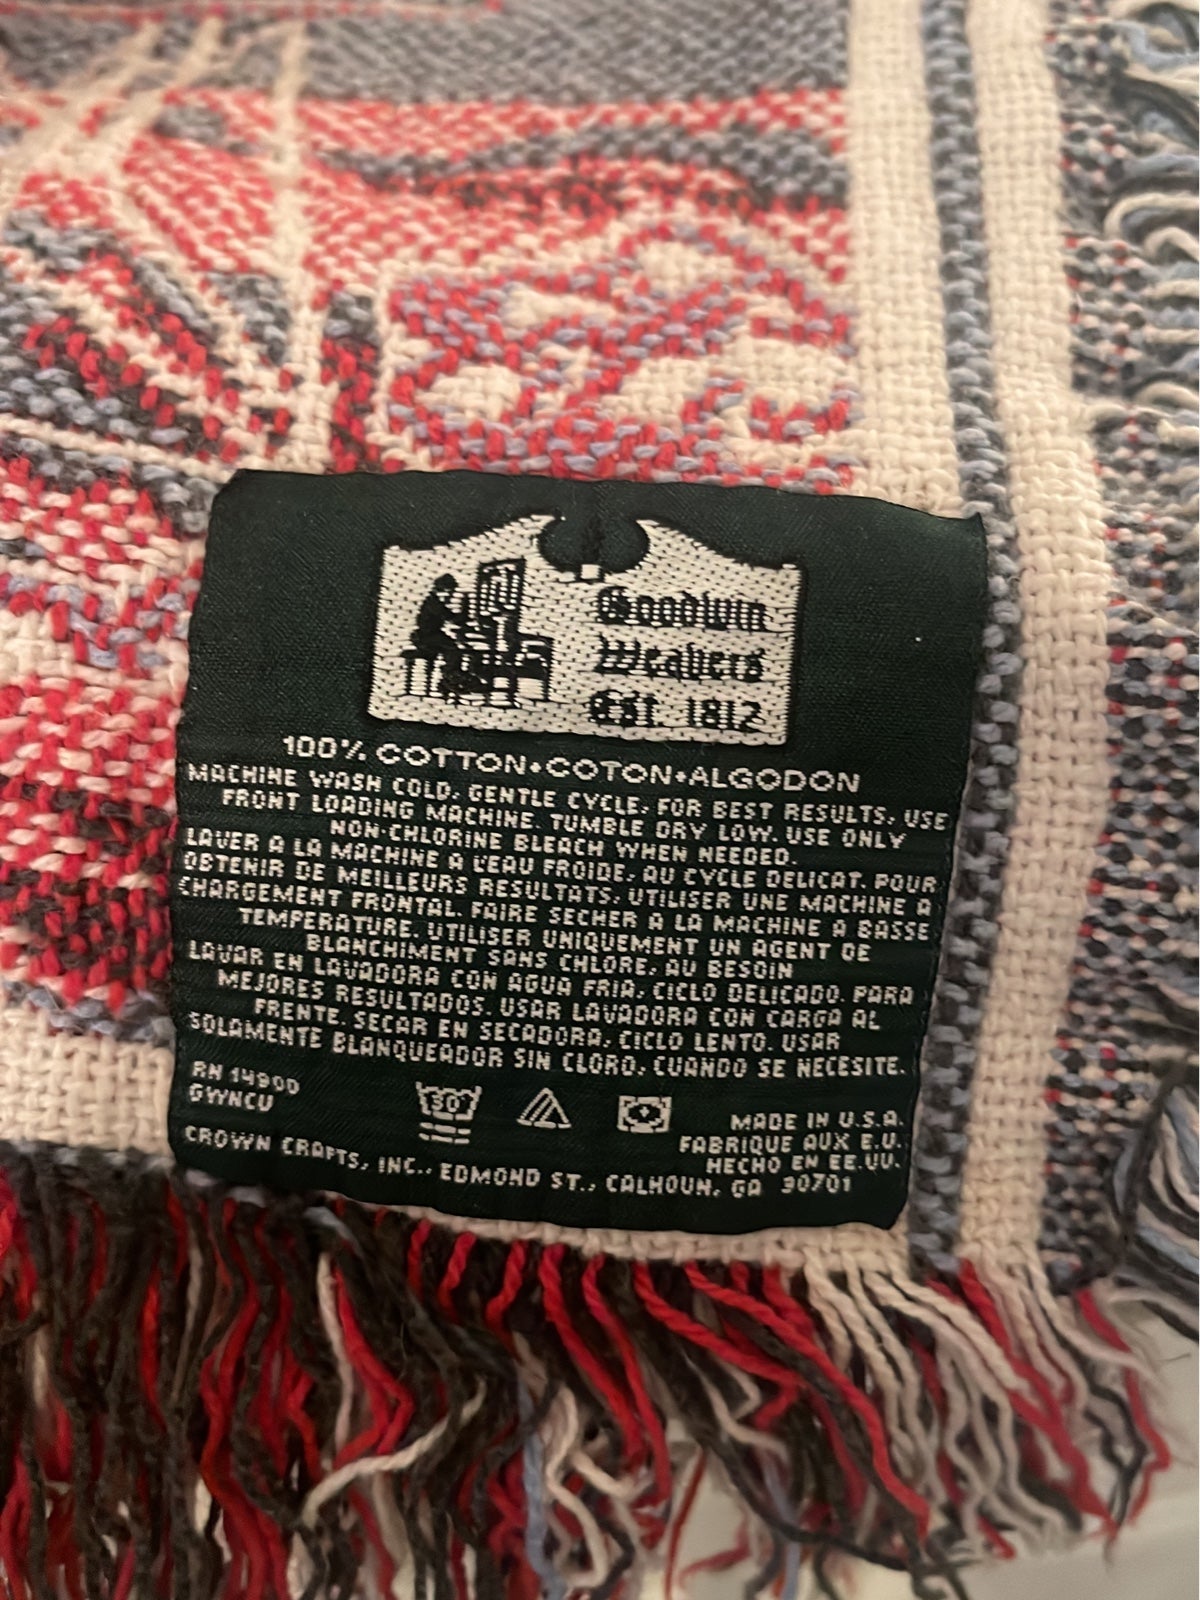 Goodwin
Weavers
Est. 1812
100% COTTON•COTON•ALGODON
MACHINE WASH COLD, GENTLE CYCLE, FOR BEST RESULTS, USE
FRONT LOADING MACHINE. TUMBLE DRY LOW. USE ONLY
NON-CHLORINE BLEACH WHEN NEEDED.
LAVER A LA MACHINE A L'EAU FROIDE, AU CYCLE DELICAT. POUR
OBTENIR DE MEILLEURS RESULTATS, UTILISER UNE MACHINE A
CHARGEMENT FRONTAL. FAIRE SECHER A LA MACHINE A BASSE
TEMPERATURE. UTILISER UNIQUEMENT UN AGENT DE
BLANCHIMENT SANS CHLORE, AU BESOIN
LAVAR EN LAVADORA CON AGUA FRIA, CICLO DELICADO. PARA
MEJORES RESULTADOS, USAR LAVADORA CON CARGA AL
FRENTE. SECAR EN SECADORA, CICLO LENTO. USAR
SOLAMENTE BLANQUEADOR SIN CLORO, CUANDO SE NECESITE.
RN 14900
GWNCU
30
MADE IN U.S.A.
FABRIQUE AUX E.U.
HECHO EN EE.UU.
CROWN CRAFTS, INC., EDMOND ST., CALHOUN, GA 30701